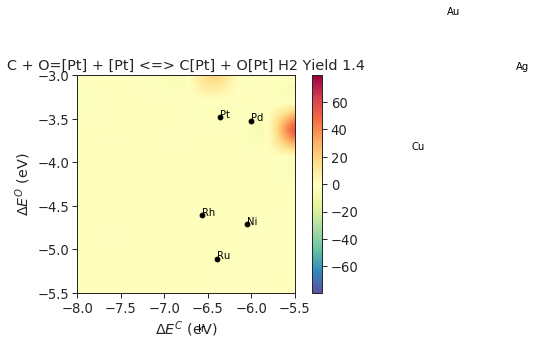 Au
Ag
C + O=[Pt] + [Pt] <=> C[Pt] + O[Pt] H2 Yield 1.4
−3.0
−3.5
−4.0
−4.5
−5.0
−5.5
ΔE^O (eV)
Pt
Pd
Cu
Rh
Ni
Ru
60
40
20
0
−20
−40
−60
−8.0 −7.5 −7.0 −6.5 −6.0 −5.5
ΔE^C (eV)
Ir